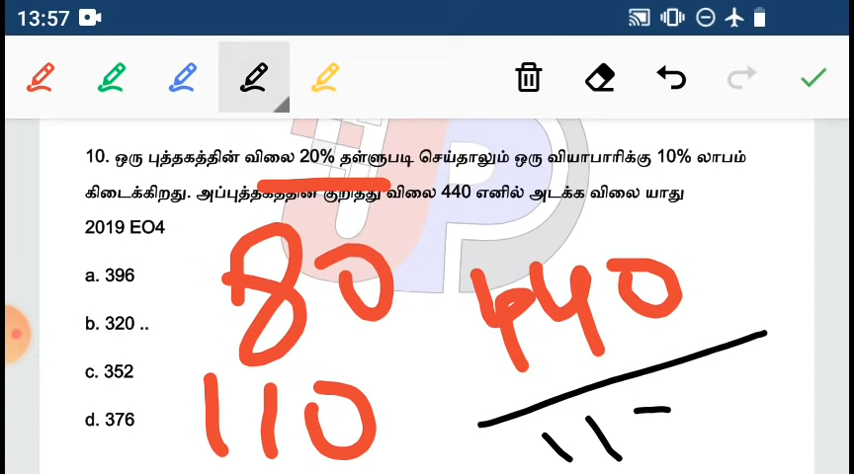 13:57
10. ஒரு புத்தகத்தின் விலை 20% தள்ளுபடி செய்தாலும் ஒரு வியாபாரிக்கு 10% லாபம்
கிடைக்கிறது. அப்புத்தகத்தின் குறித்து விலை 440 எனில் அடக்க விலை யாது
2019 EO4
a. 396
b. 320 ..
c. 352
d. 376
80
440
110